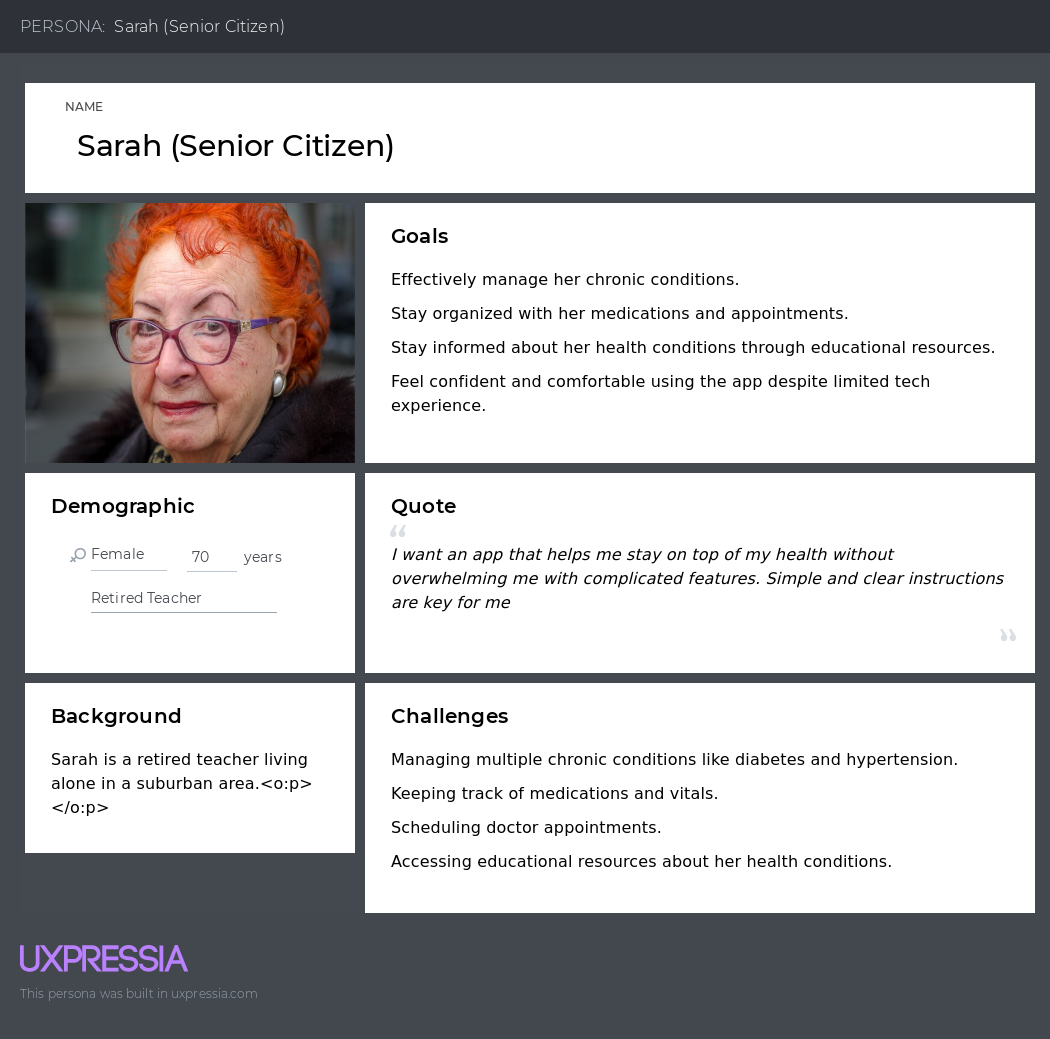 PERSONA: Sarah (Senior Citizen)
NAME
Sarah (Senior Citizen)
Goals
Effectively manage her chronic conditions.
Stay organized with her medications and appointments.
Stay informed about her health conditions through educational resources.
Feel confident and comfortable using the app despite limited tech
experience.
Demographic
Female 70 years
Retired Teacher
Quote
“
I want an app that helps me stay on top of my health without
overwhelming me with complicated features. Simple and clear instructions
are key for me
”
Background
Sarah is a retired teacher living
alone in a suburban area.<o:p>
</o:p>
Challenges
Managing multiple chronic conditions like diabetes and hypertension.
Keeping track of medications and vitals.
Scheduling doctor appointments.
Accessing educational resources about her health conditions.
UXPRESSIA
This persona was built in uxpressia.com